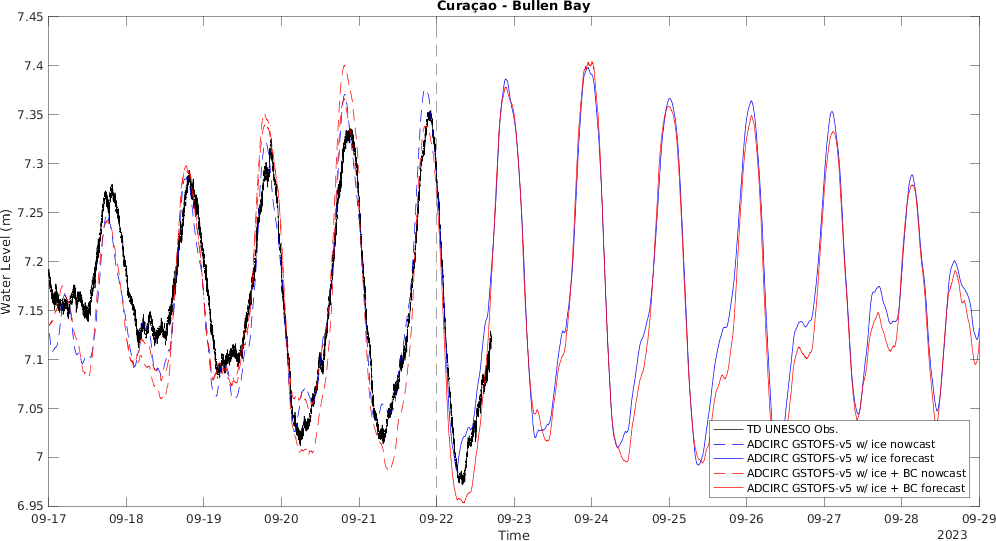 Curaçao - Bullen Bay
7.45
7.4
7.35
7.3
7.25
7.2
7.15
7.1
7.05
7
6.95
Water Level (m)
TD UNESCO Obs.
ADCIRC GSTOFS-v5 w/ ice nowcast
ADCIRC GSTOFS-v5 w/ ice forecast
ADCIRC GSTOFS-v5 w/ ice + BC nowcast
ADCIRC GSTOFS-v5 w/ ice + BC forecast
09-17 09-18 09-19 09-20 09-21 09-22 09-23 09-24 09-25 09-26 09-27 09-28 09-29
Time
2023